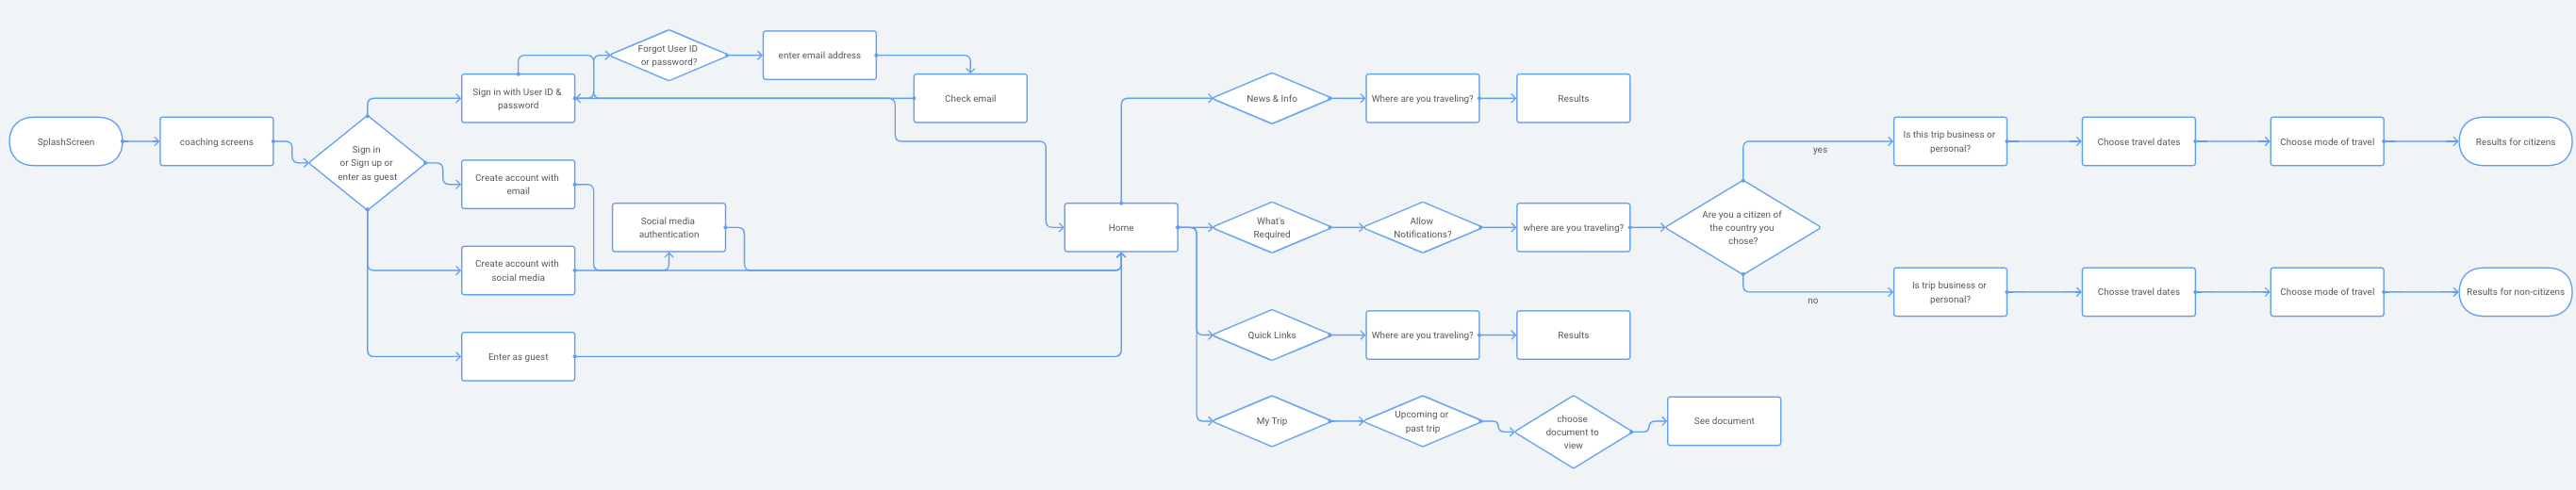 SplashScreen
coaching screens
Sign in
or Sign up or
enter as guest
Sign in with User ID &
password
Forgot User ID
or password?
enter email address
Check email
Create account with
email
Social media
authentication
Create account with
social media
Enter as guest
Home
News & Info
Where are you traveling?
Results
What's
Required
Allow
Notifications?
where are you traveling?
Are you a citizen of
the country you
chose?
yes
Is this trip business or
personal?
Choose travel dates
Choose mode of travel
Results for citizens
no
Is trip business or
personal?
Chosse travel dates
Choose mode of travel
Results for non-citizens
Quick Links
Where are you traveling?
Results
My Trip
Upcoming or
past trip
choose
document to
view
See document